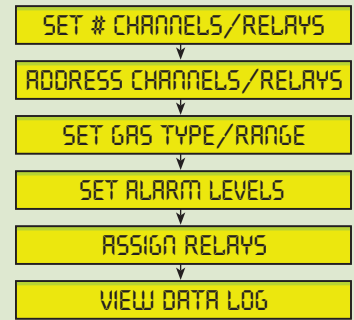 SET # CHANNELS/RELAYS
ADDRESS CHANNELS/RELAYS
SET GAS TYPE/RANGE
SET ALARM LEVELS
ASSIGN RELAYS
VIEW DATA LOG